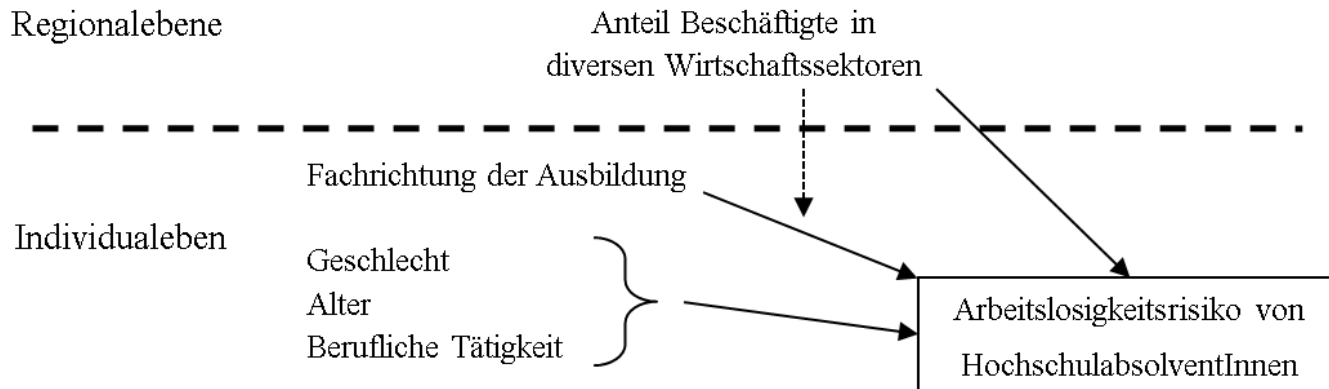 Regionalebene
Anteil Beschäftigte in
diversen Wirtschaftssektoren
Fachrichtung der Ausbildung
Individualeben
Geschlecht
Alter
Berufliche Tätigkeit
Arbeitslosigkeitsrisiko von
HochschulabsolventInnen